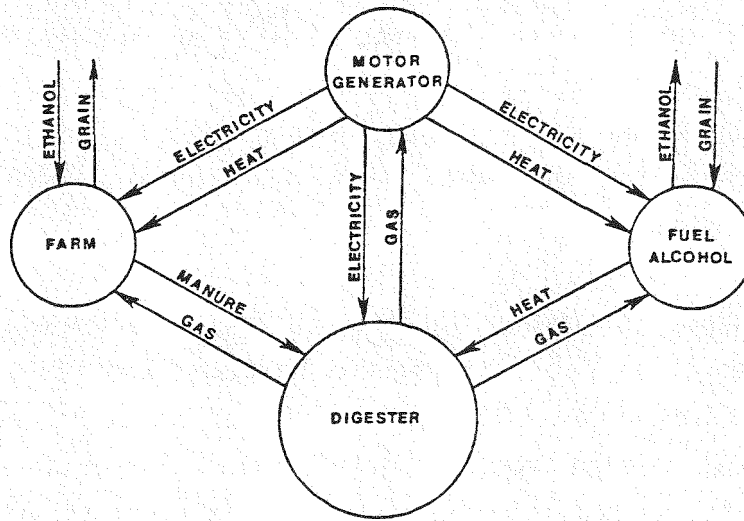 MOTOR
GENERATOR
ETHANOL
GRAIN
ELECTRICITY
HEAT
ELECTRICITY
GAS
ELECTRICITY
HEAT
ETHANOL
GRAIN
FARM
FUEL
ALCOHOL
MANURE
GAS
HEAT
GAS
DIGESTER